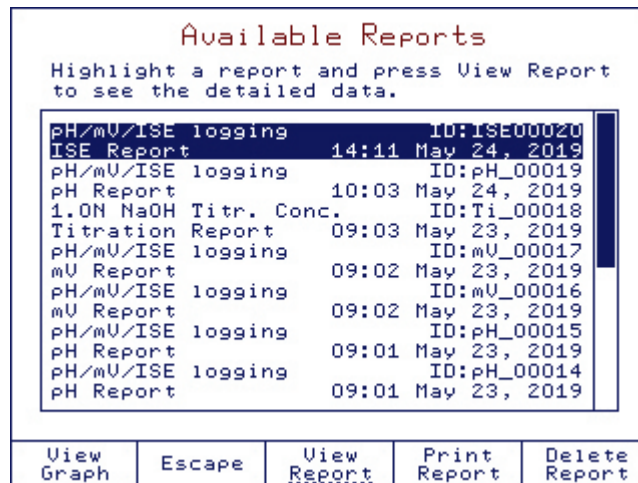 Available Reports
Highlight a report and press View Report
to see the detailed data.
pH/mV/ISE logging ID:ISE00020
ISE Report 14:11 May 24, 2019
pH/mV/ISE logging ID:pH_00019
pH Report 10:03 May 24, 2019
1.0N NaOH Titr. Conc. ID:Ti_00018
Titration Report 09:03 May 23, 2019
pH/mV/ISE logging ID:mV_00017
mV Report 09:02 May 23, 2019
pH/mV/ISE logging ID:mV_00016
mV Report 09:02 May 23, 2019
pH/mV/ISE logging ID:pH_00015
pH Report 09:01 May 23, 2019
pH/mV/ISE logging ID:pH_00014
pH Report 09:01 May 23, 2019
View Graph
Escape
View Report
Print Report
Delete Report